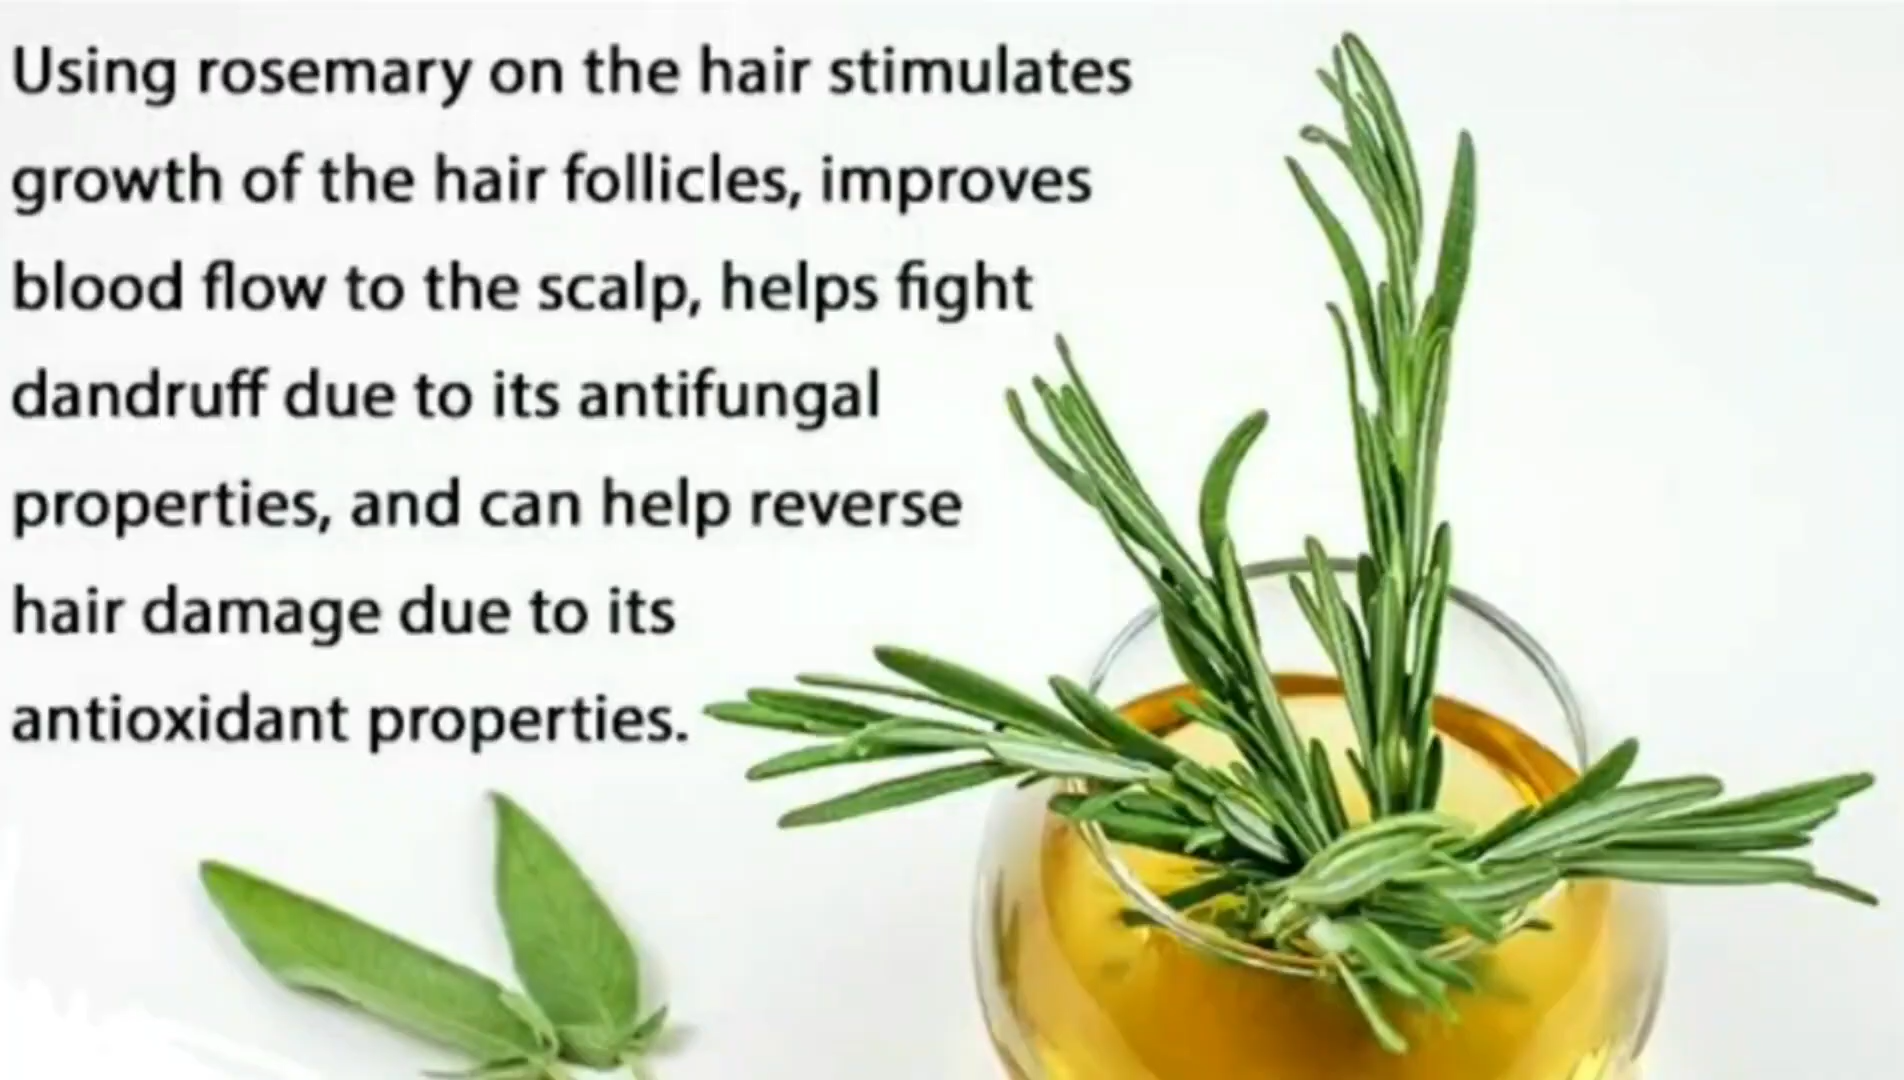 Using rosemary on the hair stimulates
growth of the hair follicles, improves
blood flow to the scalp, helps fight
dandruff due to its antifungal
properties, and can help reverse
hair damage due to its
antioxidant properties.